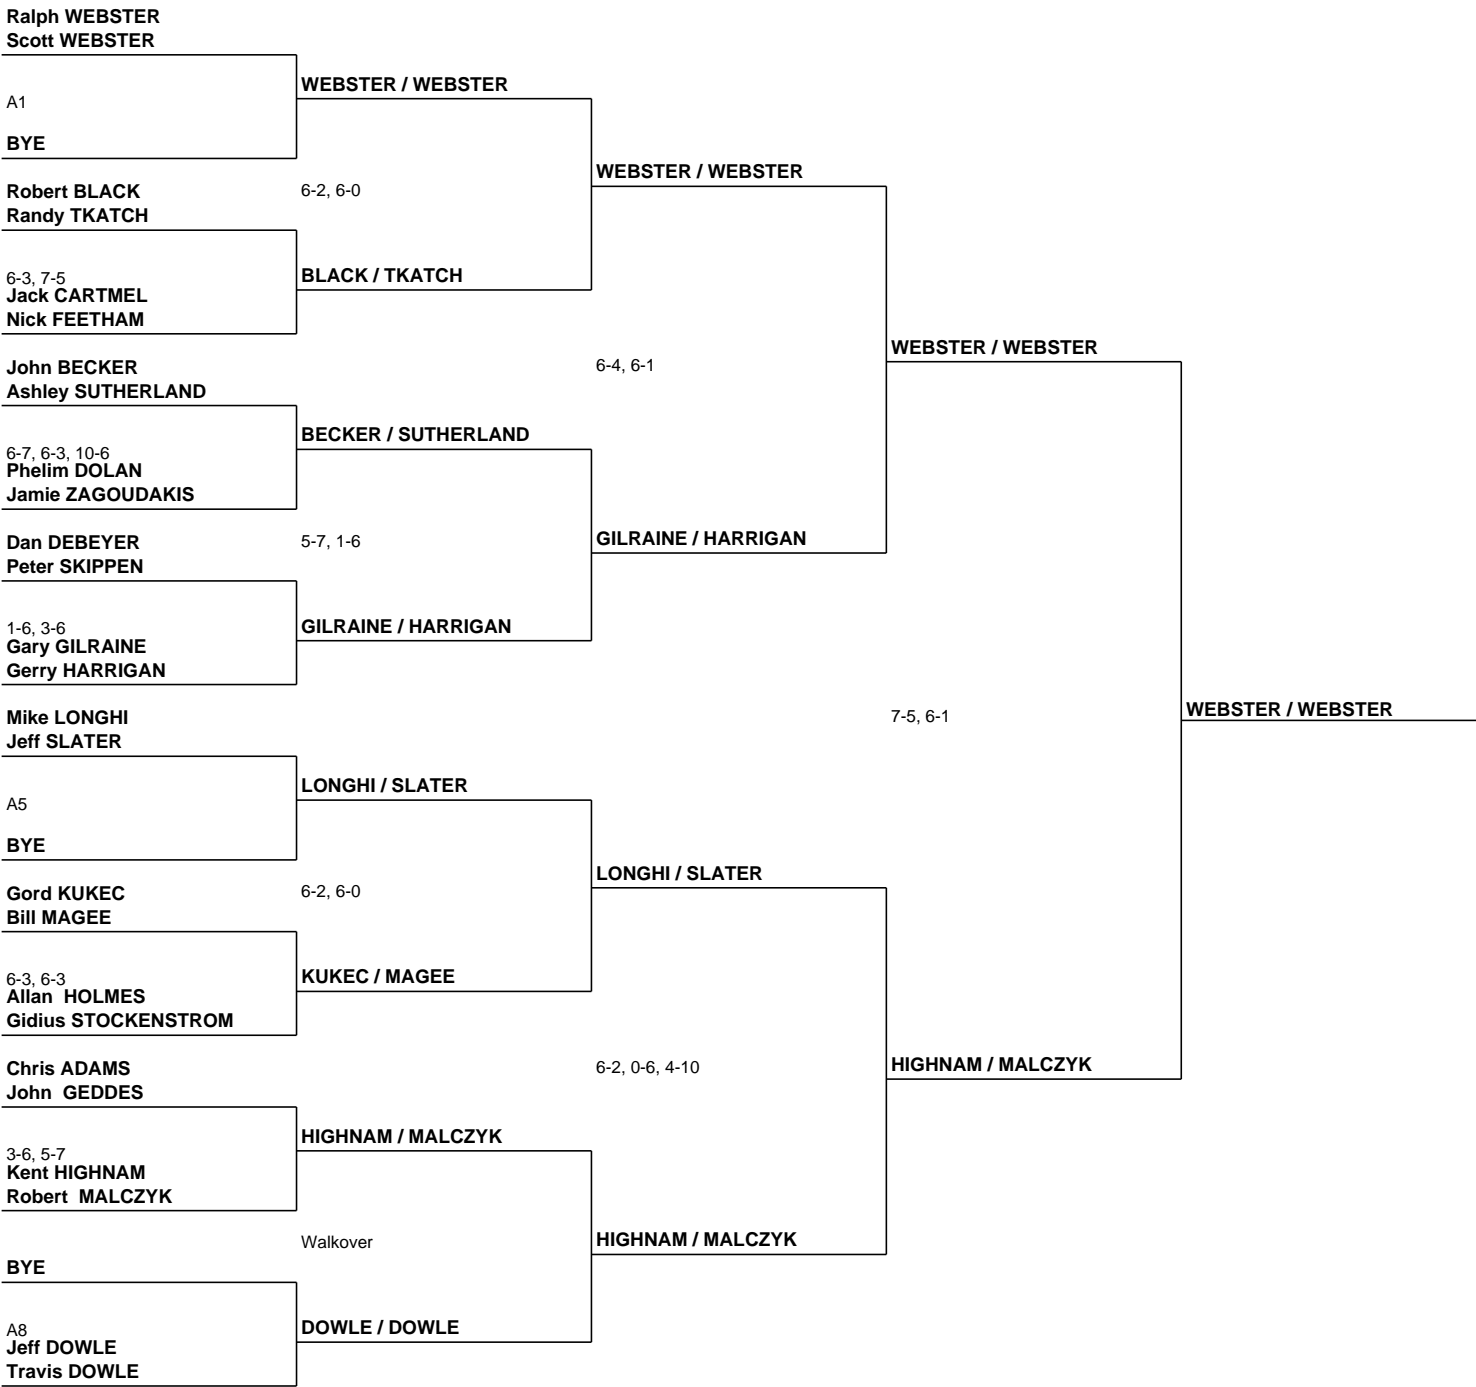 Ralph WEBSTER
Scott WEBSTER
WEBSTER / WEBSTER
A1
BYE
WEBSTER / WEBSTER
Robert BLACK
6-2, 6-0
Randy TKATCH
BLACK / TKATCH
6-3, 7-5
Jack CARTMEL
Nick FEETHAM
WEBSTER / WEBSTER
John BECKER
6-4, 6-1
Ashley SUTHERLAND
BECKER / SUTHERLAND
6-7, 6-3, 10-6
Phelim DOLAN
Jamie ZAGOUDAKIS
Dan DEBEYER
5-7, 1-6
GILRAINE / HARRIGAN
Peter SKIPPEN
1-6, 3-6
GILRAINE / HARRIGAN
Gary GILRAINE
Gerry HARRIGAN
Mike LONGHI
7-5, 6-1
WEBSTER / WEBSTER
Jeff SLATER
LONGHI / SLATER
A5
BYE
LONGHI / SLATER
Gord KUKEC
6-2, 6-0
Bill MAGEE
KUKEC / MAGEE
6-3, 6-3
Allan  HOLMES
Gidius STOCKENSTROM
Chris ADAMS
6-2, 0-6, 4-10
HIGHNAM / MALCZYK
John  GEDDES
HIGHNAM / MALCZYK
3-6, 5-7
Kent HIGHNAM
Robert  MALCZYK
Walkover
HIGHNAM / MALCZYK
BYE
DOWLE / DOWLE
A8
Jeff DOWLE
Travis DOWLE